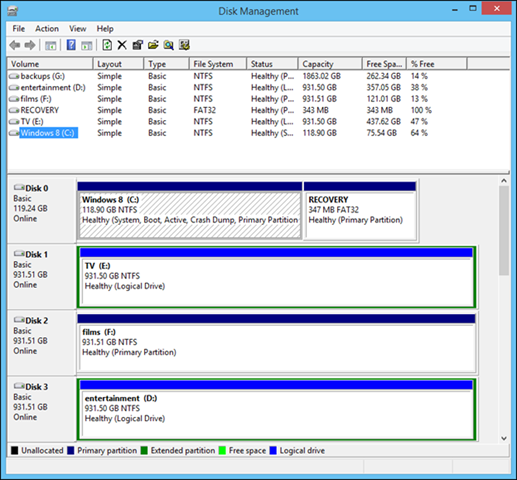 Disk Management
File Action View Help
Volume Layout Type File System Status Capacity Free Spa... % Free
backups (G:) Simple Basic NTFS Healthy (P... 1863.02 GB 262.34 GB 14 %
entertainment (D:) Simple Basic NTFS Healthy (L... 931.50 GB 357.05 GB 38 %
films (F:) Simple Basic NTFS Healthy (P... 931.51 GB 121.01 GB 13 %
RECOVERY Simple Basic FAT32 Healthy (P... 343 MB 343 MB 100 %
TV (E:) Simple Basic NTFS Healthy (L... 931.50 GB 437.62 GB 47 %
Windows 8 (C:) Simple Basic NTFS Healthy (S... 118.90 GB 75.54 GB 64 %
Disk 0
Basic
119.24 GB
Online
Windows 8 (C:)
118.90 GB NTFS
Healthy (System, Boot, Active, Crash Dump, Primary Partition
RECOVERY
347 MB FAT32
Healthy (Primary Partition)
Disk 1
Basic
931.51 GB
Online
TV (E:)
931.50 GB NTFS
Healthy (Logical Drive)
Disk 2
Basic
931.51 GB
Online
films (F:)
931.51 GB NTFS
Healthy (Primary Partition)
Disk 3
Basic
931.51 GB
Online
entertainment (D:)
931.50 GB NTFS
Healthy (Logical Drive)
Unallocated Primary partition Extended partition Free space Logical drive